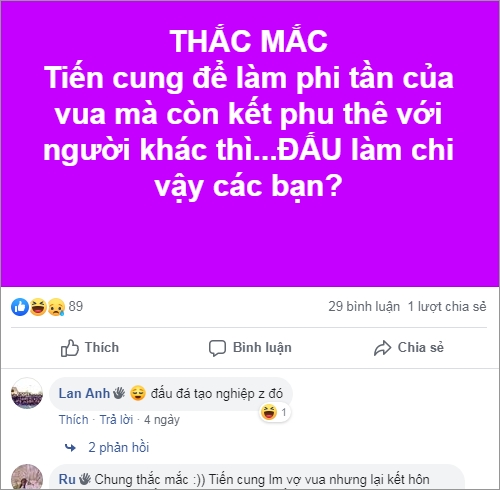 THẮC MẮC
Tiến cung để làm phi tần của
vua mà còn kết phu thê với
người khác thì...ĐẤU làm chi
vậy các bạn?
89
29 bình luận 1 lượt chia sẻ
Thích Bình luận Chia sẻ
Lan Anh đấu đá tạo nghiệp z đó
1
Thích · Trả lời · 4 ngày
2 phản hồi
Ru Chung thắc mắc :)) Tiến cung lm vợ vua nhưng lại kết hôn